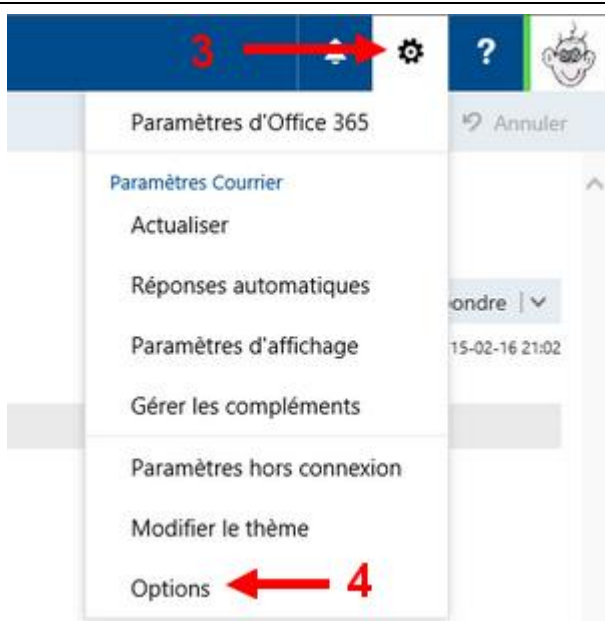 3
?
Paramètres d'Office 365
Annuler
Paramètres Courrier
Actualiser
Réponses automatiques
ondre
Paramètres d'affichage
15-02-16 21:02
Gérer les compléments
Paramètres hors connexion
Modifier le thème
Options 4